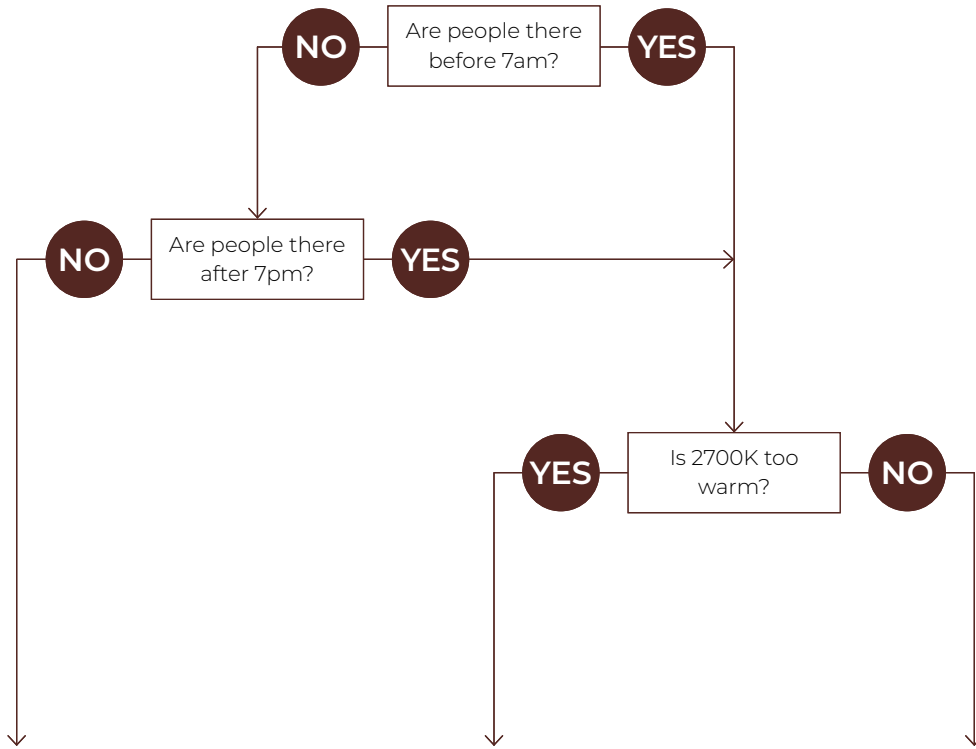 NO
Are people there
before 7am?
YES
NO
Are people there
after 7pm?
YES
YES
Is 2700K too
warm?
NO